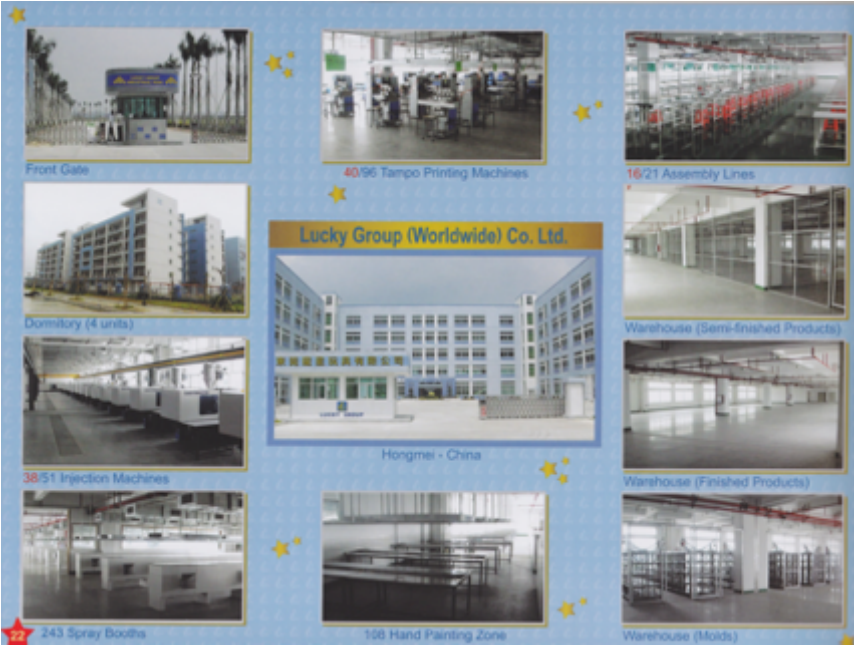 Front Gate
40/96 Tampo Printing Machines
16/21 Assembly Lines
Dormitory (4 units)
Lucky Group (Worldwide) Co. Ltd.
LUCKY GROUP
Hongmei - China
Warehouse (Semi-finished Products)
38/51 Injection Machines
Warehouse (Finished Products)
243 Spray Booths
108 Hand Painting Zone
Warehouse (Molds)
22